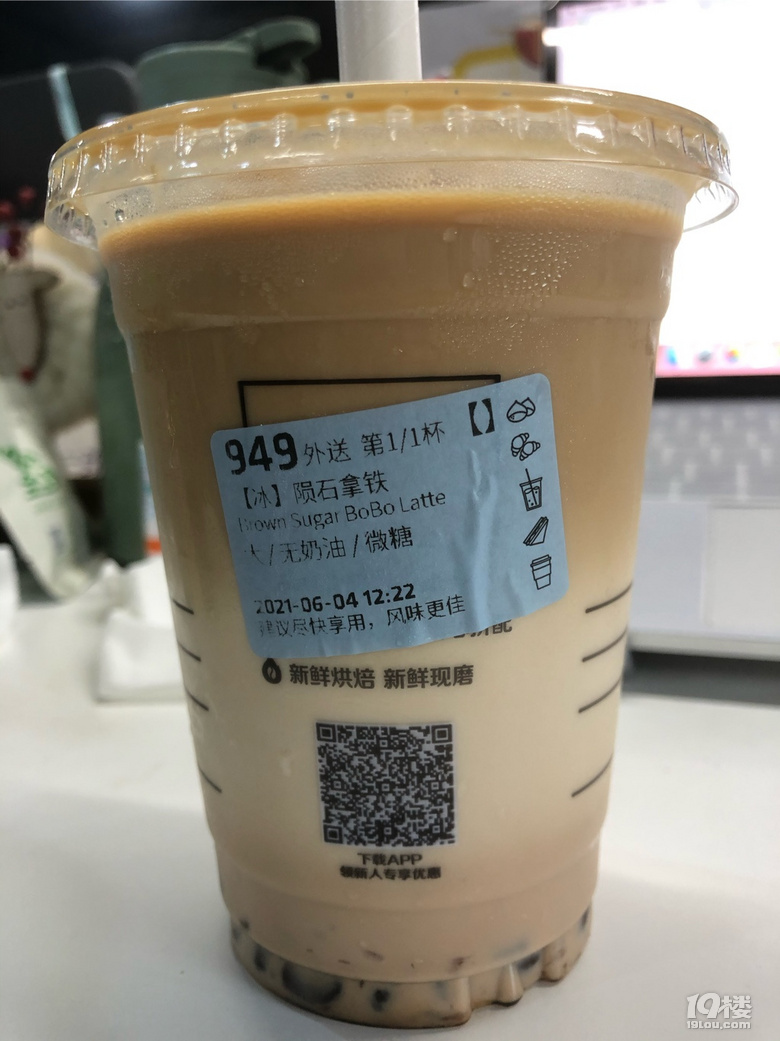 949 外送 第1/1杯
【冰】陨石拿铁
Brown Sugar BoBo Latte
大/无奶油/微糖
2021-06-04 12:22
建议尽快享用，风味更佳
新鲜烘焙 新鲜现磨
下载APP
领新人专享优惠
19楼
19lou.com